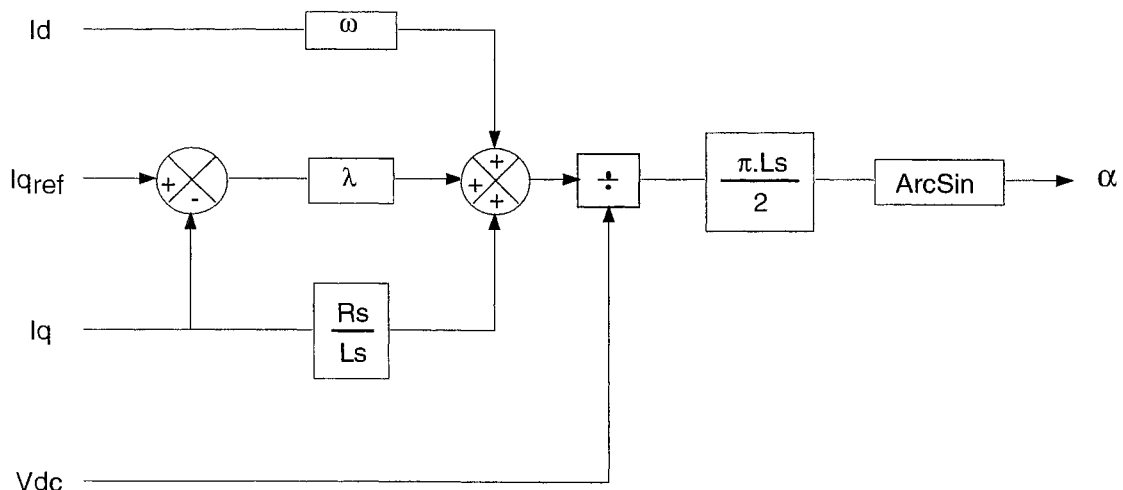 Id
ω
Iqref
+
-
λ
+
+
+
÷
π.Ls
2
ArcSin
α
Iq
Rs
Ls
Vdc